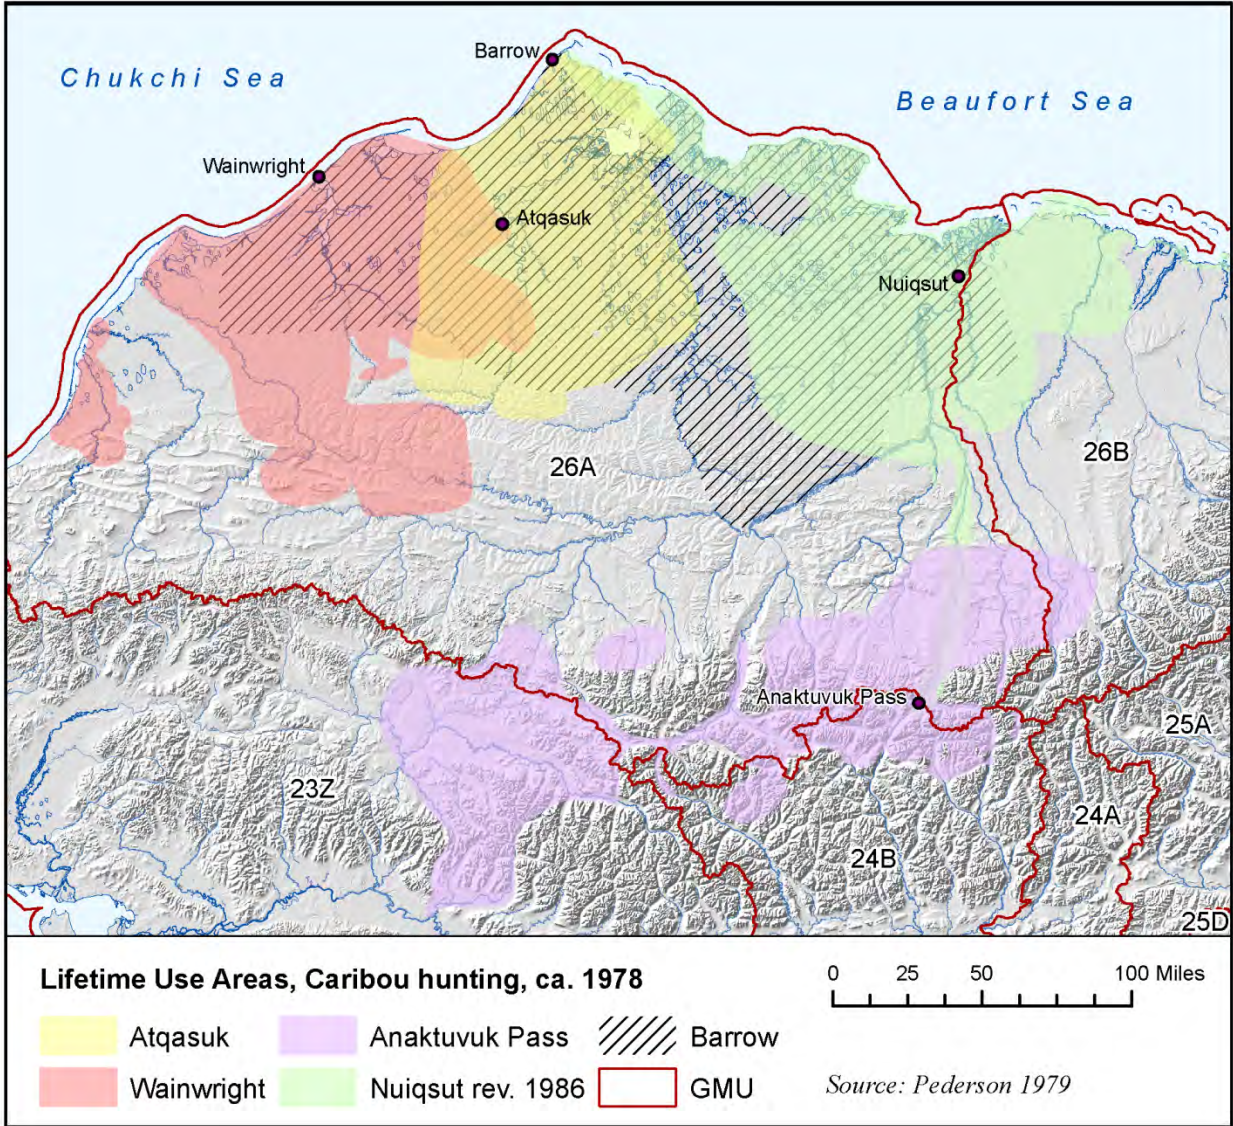 Barrow
Chukchi Sea
Beaufort Sea
Wainwright
Atqasuk
Nuiqsut
26A
26B
Anaktuvuk Pass
25A
23Z
24A
24B
25D
Lifetime Use Areas, Caribou hunting, ca. 1978
0 25 50 100 Miles
Atqasuk Anaktuvuk Pass Barrow
Wainwright Nuiqsut rev. 1986 GMU
Source: Pederson 1979